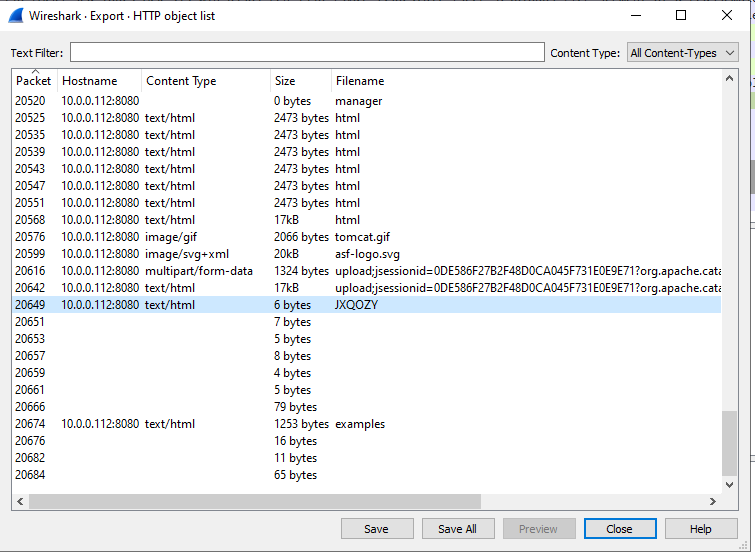 Wireshark · Export · HTTP object list
Text Filter: Content Type: All Content-Types
Packet Hostname Content Type Size Filename
20520 10.0.0.112:8080 0 bytes manager
20525 10.0.0.112:8080 text/html 2473 bytes html
20535 10.0.0.112:8080 text/html 2473 bytes html
20539 10.0.0.112:8080 text/html 2473 bytes html
20543 10.0.0.112:8080 text/html 2473 bytes html
20547 10.0.0.112:8080 text/html 2473 bytes html
20551 10.0.0.112:8080 text/html 2473 bytes html
20568 10.0.0.112:8080 text/html 17kB html
20576 10.0.0.112:8080 image/gif 2066 bytes tomcat.gif
20599 10.0.0.112:8080 image/svg+xml 20kB asf-logo.svg
20616 10.0.0.112:8080 multipart/form-data 1324 bytes upload;jsessionid=0DE586F27B2F48D0CA045F731E0E9E71?org.apache.cata
20642 10.0.0.112:8080 text/html 17kB upload;jsessionid=0DE586F27B2F48D0CA045F731E0E9E71?org.apache.cata
20649 10.0.0.112:8080 text/html 6 bytes JXQOZY
20651 7 bytes
20653 5 bytes
20657 8 bytes
20659 4 bytes
20661 5 bytes
20666 79 bytes
20674 10.0.0.112:8080 text/html 1253 bytes examples
20676 16 bytes
20682 11 bytes
20684 65 bytes
Save Save All Preview Close Help